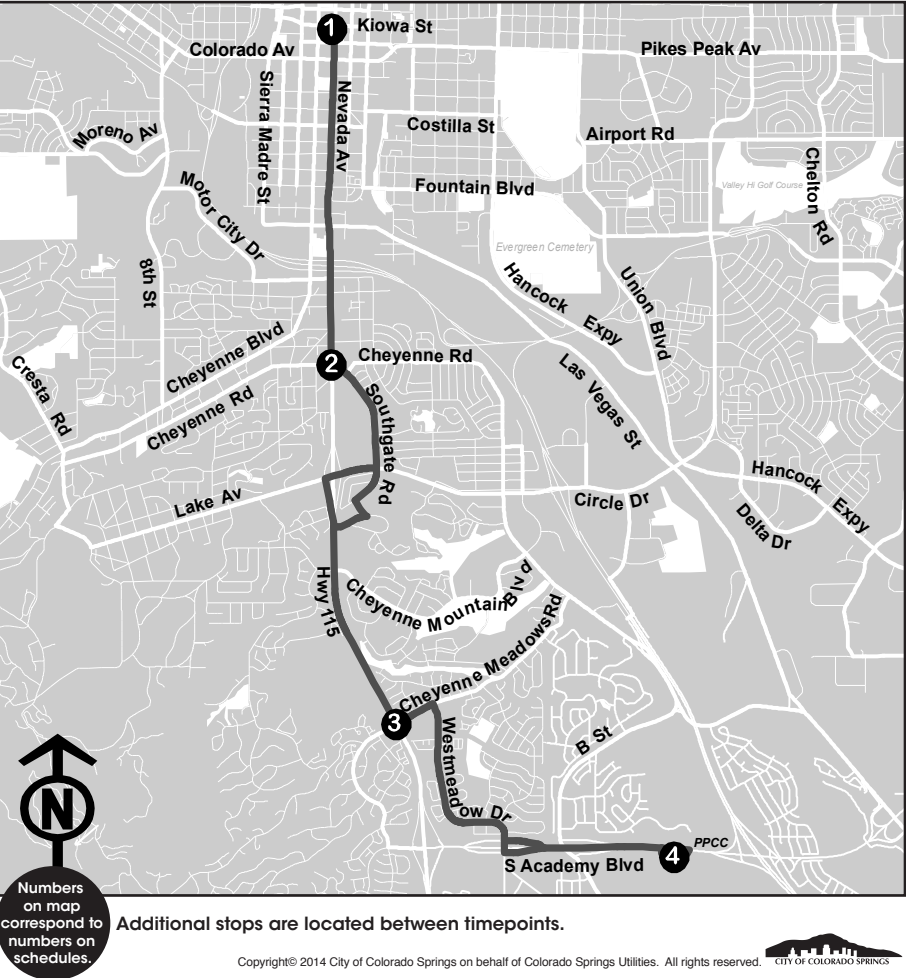 1
Kiowa St
Colorado Av
Pikes Peak Av
Sierra Madre St
Nevada Av
Costilla St
Airport Rd
Moreno Av
Chelton Rd
Motor City Dr
Fountain Blvd
Valley Hi Golf Course
Evergreen Cemetery
8th St
Hancock Expy
Union Blvd
Cheyenne Blvd
2
Cheyenne Rd
Cresta Rd
Cheyenne Rd
Southgate Rd
Las Vegas St
Lake Av
Circle Dr
Hancock Expy
Delta Dr
Hwy 115
Cheyenne Mountain Blvd
Cheyenne Meadows Rd
3
Westmeadow Dr
B St
N
S Academy Blvd
4
PPCC
Numbers
on map
correspond to
numbers on
schedules.
Additional stops are located between timepoints.
Copyright© 2014 City of Colorado Springs on behalf of Colorado Springs Utilities. All rights reserved.
CITY OF COLORADO SPRINGS